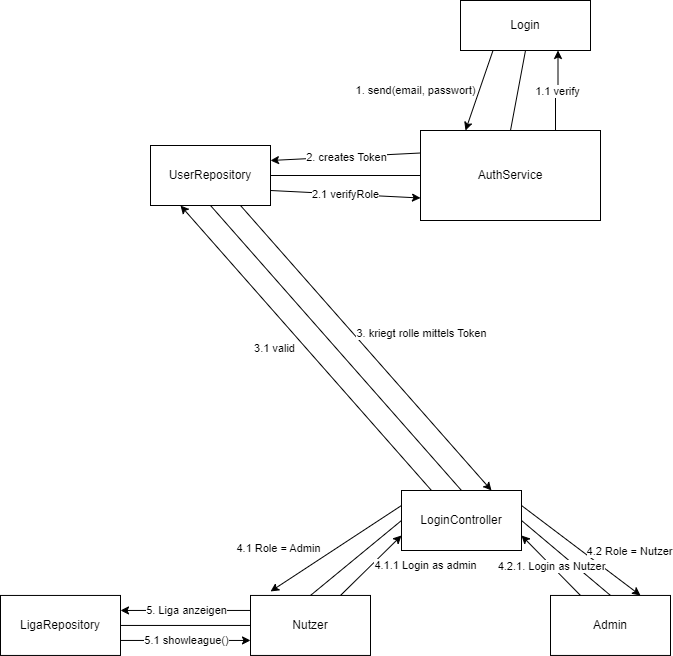 Login
1. send(email, passwort)
1.1 verify
UserRepository
2. creates Token
AuthService
2.1 verifyRole
3. kriegt rolle mittels Token
3.1 valid
LoginController
4.1 Role = Admin
4.2 Role = Nutzer
4.1.1 Login as admin
4.2.1. Login as Nutzer
LigaRepository
5. Liga anzeigen
Nutzer
Admin
5.1 showleague()